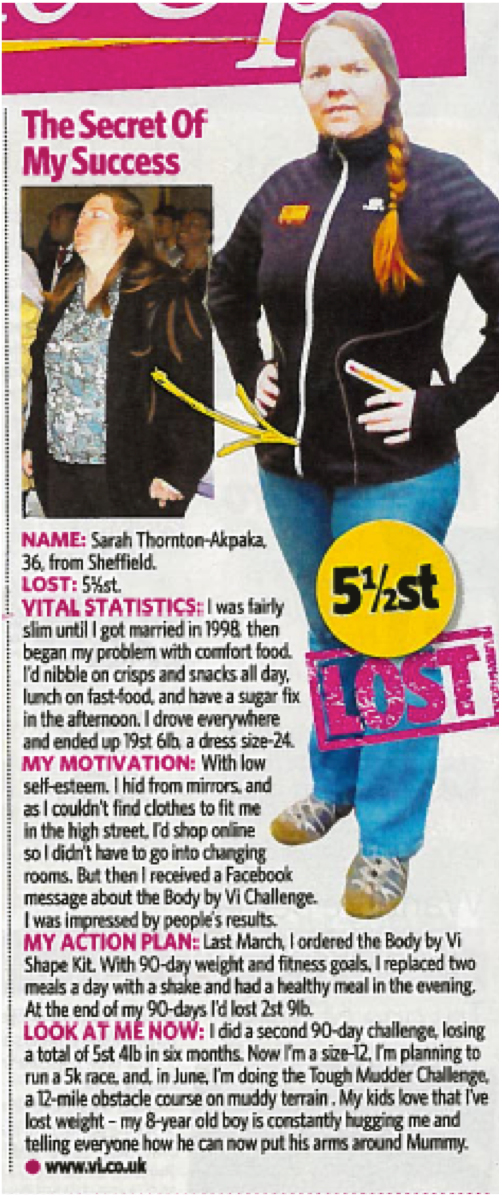 The Secret Of
My Success
NAME: Sarah Thornton-Akpaka,
36, from Sheffield.
LOST: 5½st.
VITAL STATISTICS: I was fairly
slim until I got married in 1998, then
began my problem with comfort food.
I'd nibble on crisps and snacks all day,
lunch on fast-food, and have a sugar fix
in the afternoon. I drove everywhere
and ended up 19st 6lb, a dress size-24.
MY MOTIVATION: With low
self-esteem. I hid from mirrors, and
as I couldn't find clothes to fit me
in the high street, I'd shop online
so I didn't have to go into changing
rooms. But then I received a Facebook
message about the Body by Vi Challenge.
I was impressed by people's results.
MY ACTION PLAN: Last March, I ordered the Body by Vi
Shape Kit. With 90-day weight and fitness goals, I replaced two
meals a day with a shake and had a healthy meal in the evening.
At the end of my 90-days I'd lost 2st 9lb.
LOOK AT ME NOW: I did a second 90-day challenge, losing
a total of 5st 4lb in six months. Now I'm a size-12, I'm planning to
run a 5k race, and, in June, I'm doing the Tough Mudder Challenge,
a 12-mile obstacle course on muddy terrain . My kids love that I've
lost weight – my 8-year old boy is constantly hugging me and
telling everyone how he can now put his arms around Mummy.
● www.vi.co.uk
5½st
LOST